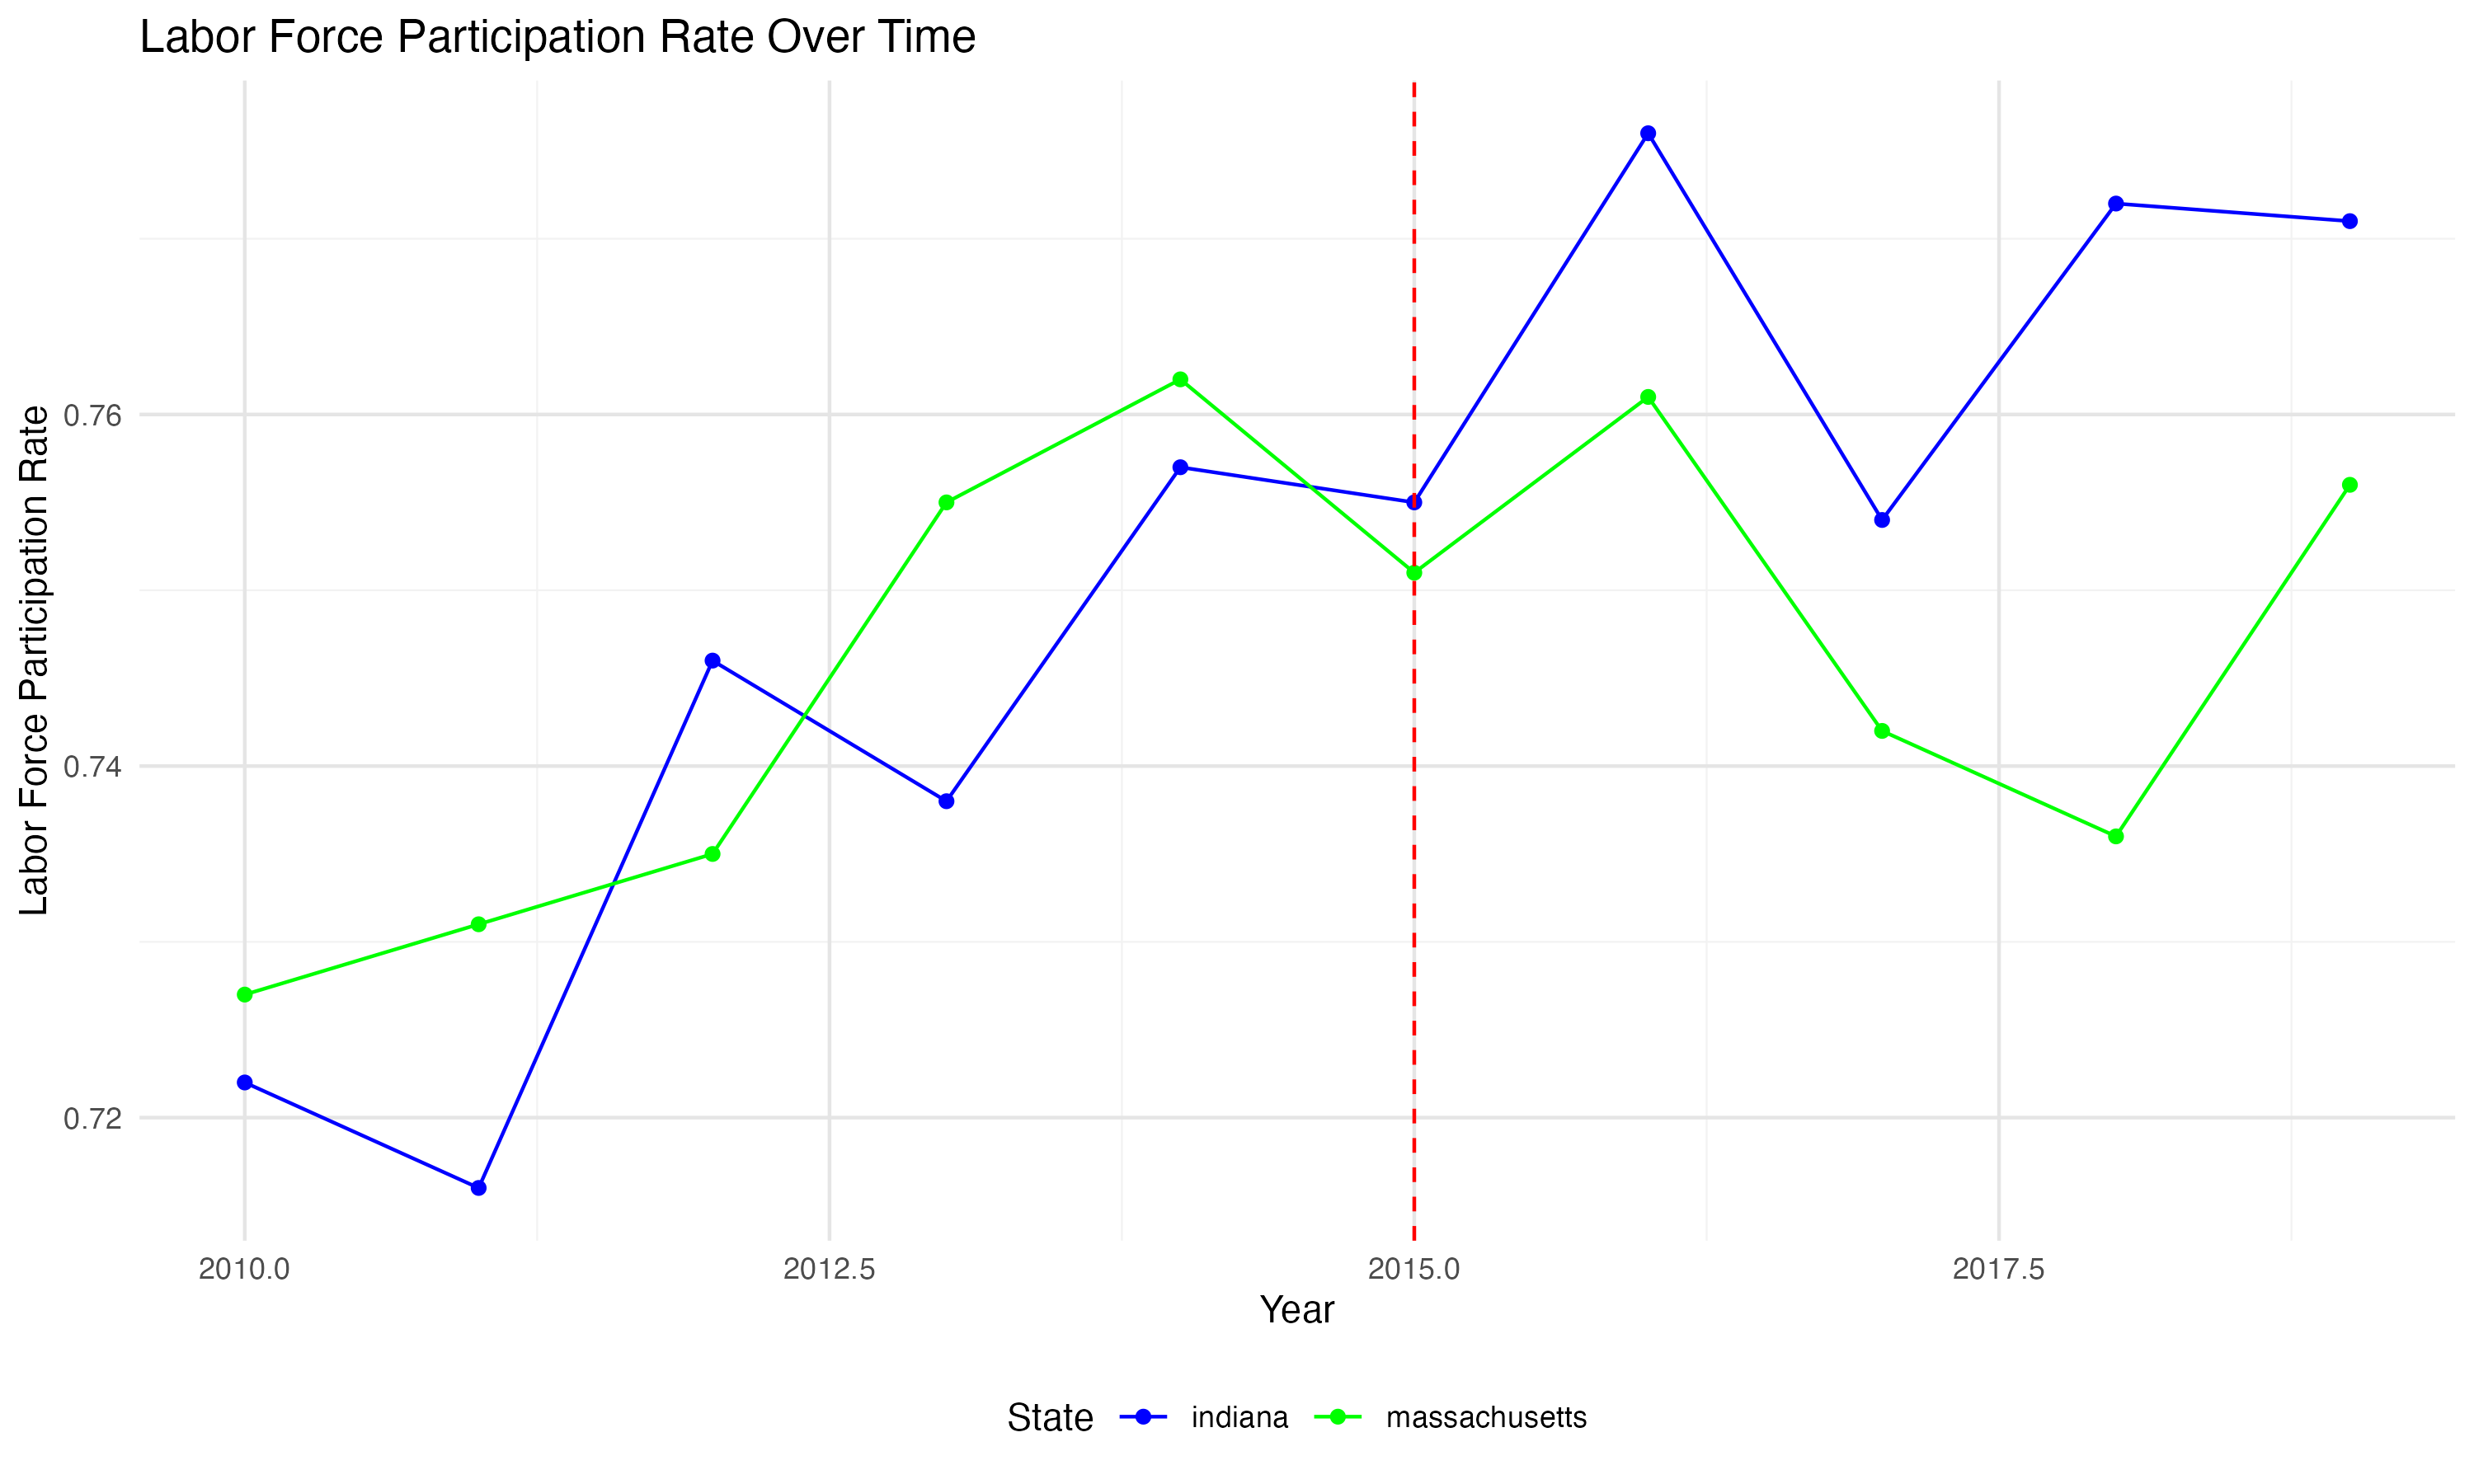 Labor Force Participation Rate Over Time
Labor Force Participation Rate
0.76
0.74
0.72
2010.0 2012.5 2015.0 2017.5
Year
State indiana massachusetts